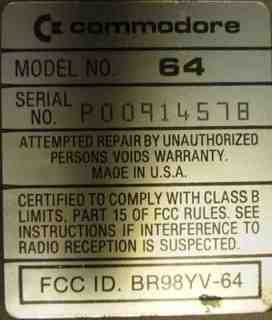 commodore
MODEL NO. 64
SERIAL NO. P00914578
ATTEMPTED REPAIR BY UNAUTHORIZED
PERSONS VOIDS WARRANTY.
MADE IN U.S.A.
CERTIFIED TO COMPLY WITH CLASS B
LIMITS, PART 15 OF FCC RULES. SEE
INSTRUCTIONS IF INTERFERENCE TO
RADIO RECEPTION IS SUSPECTED.
FCC ID. BR98YV-64